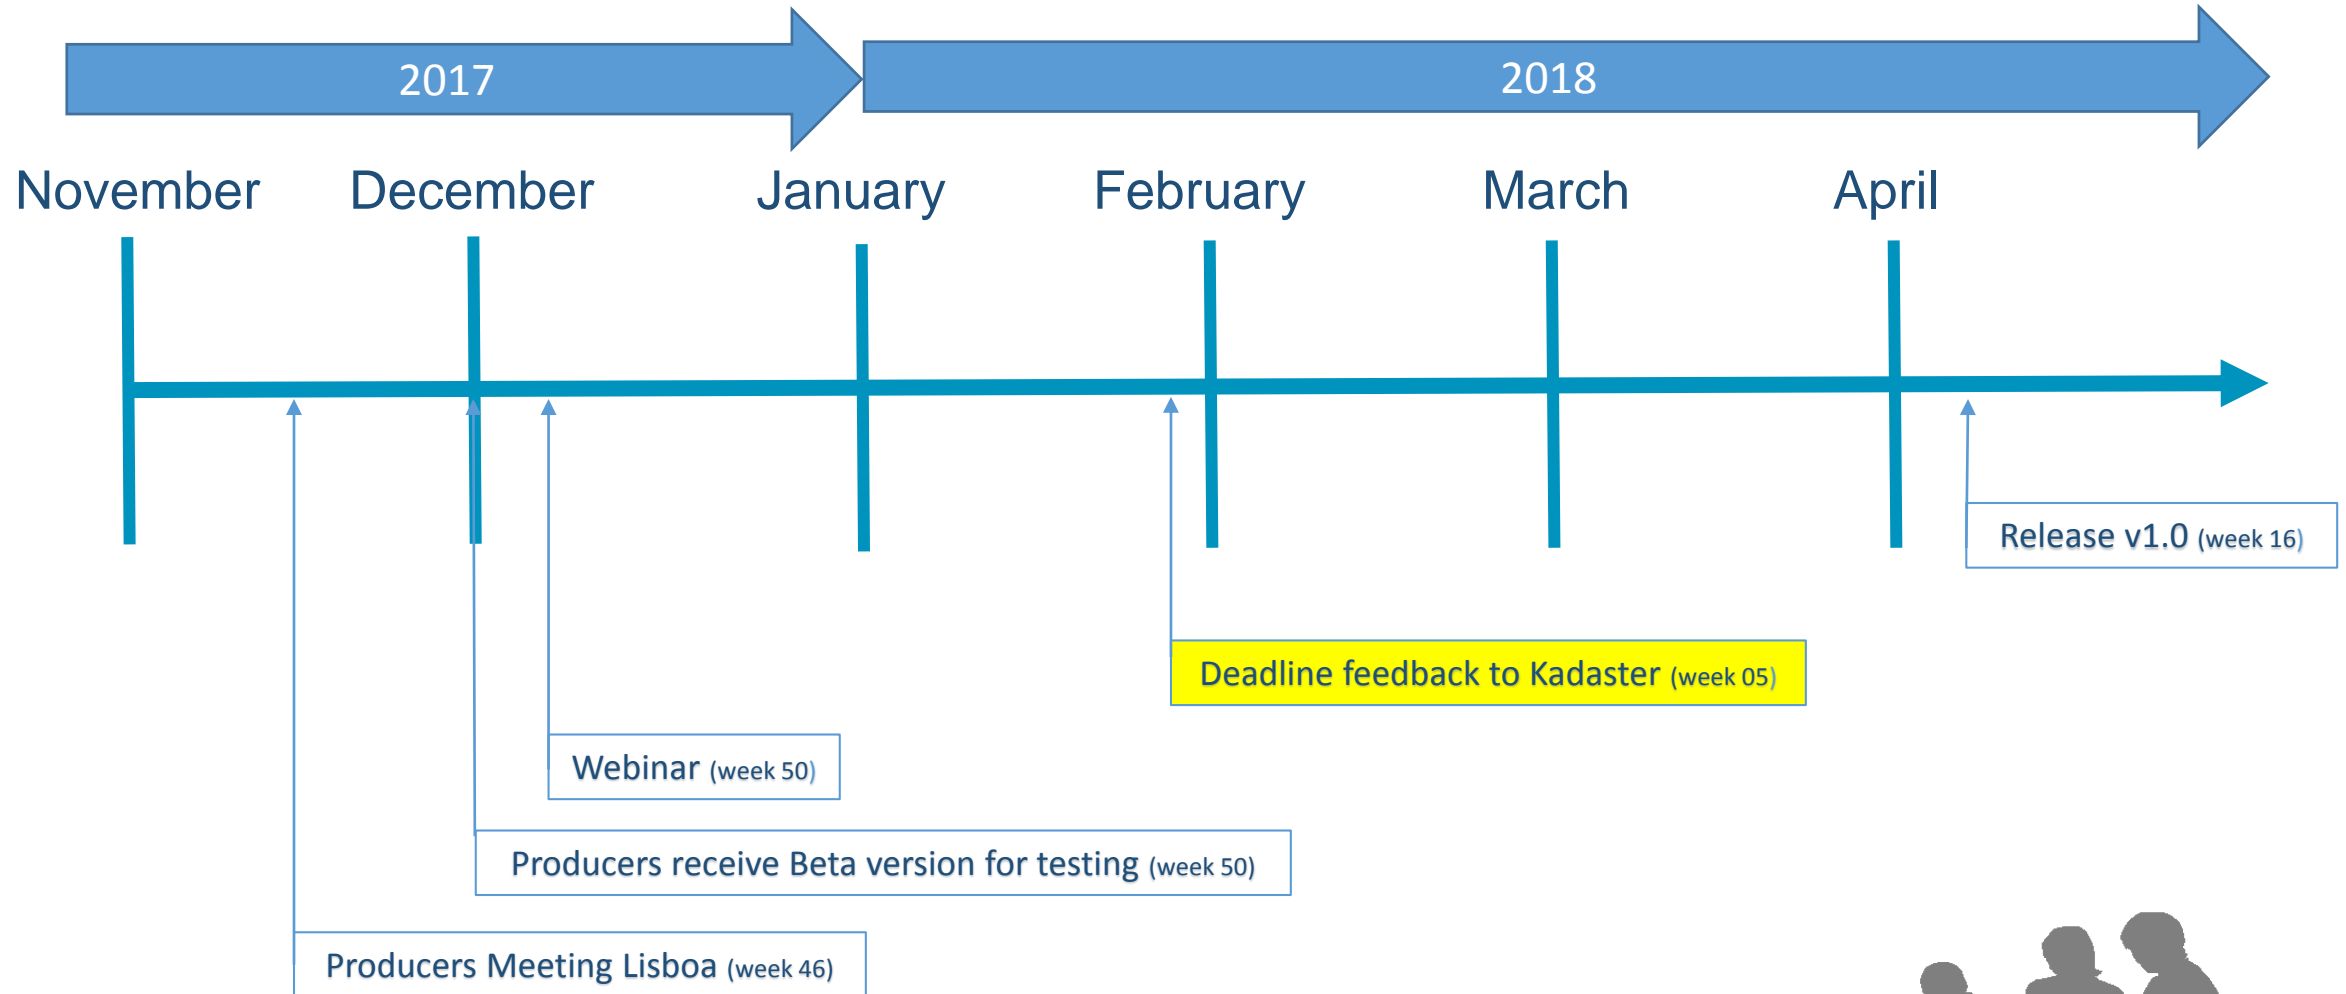 2017
2018
November
December
January
February
March
April
Release v1.0 (week 16)
Deadline feedback to Kadaster (week 05)
Webinar (week 50)
Producers receive Beta version for testing (week 50)
Producers Meeting Lisboa (week 46)